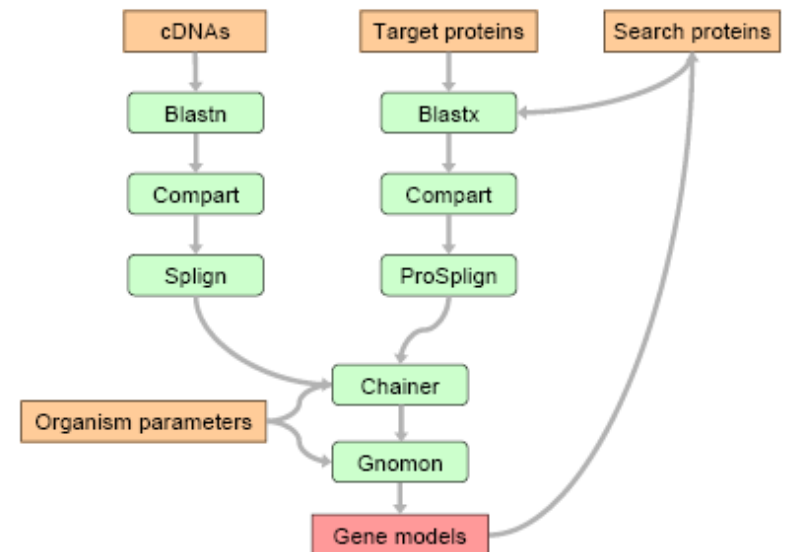 cDNAs
Target proteins
Search proteins
Blastn
Blastx
Compart
Compart
Splign
ProSplign
Chainer
Organism parameters
Gnomon
Gene models